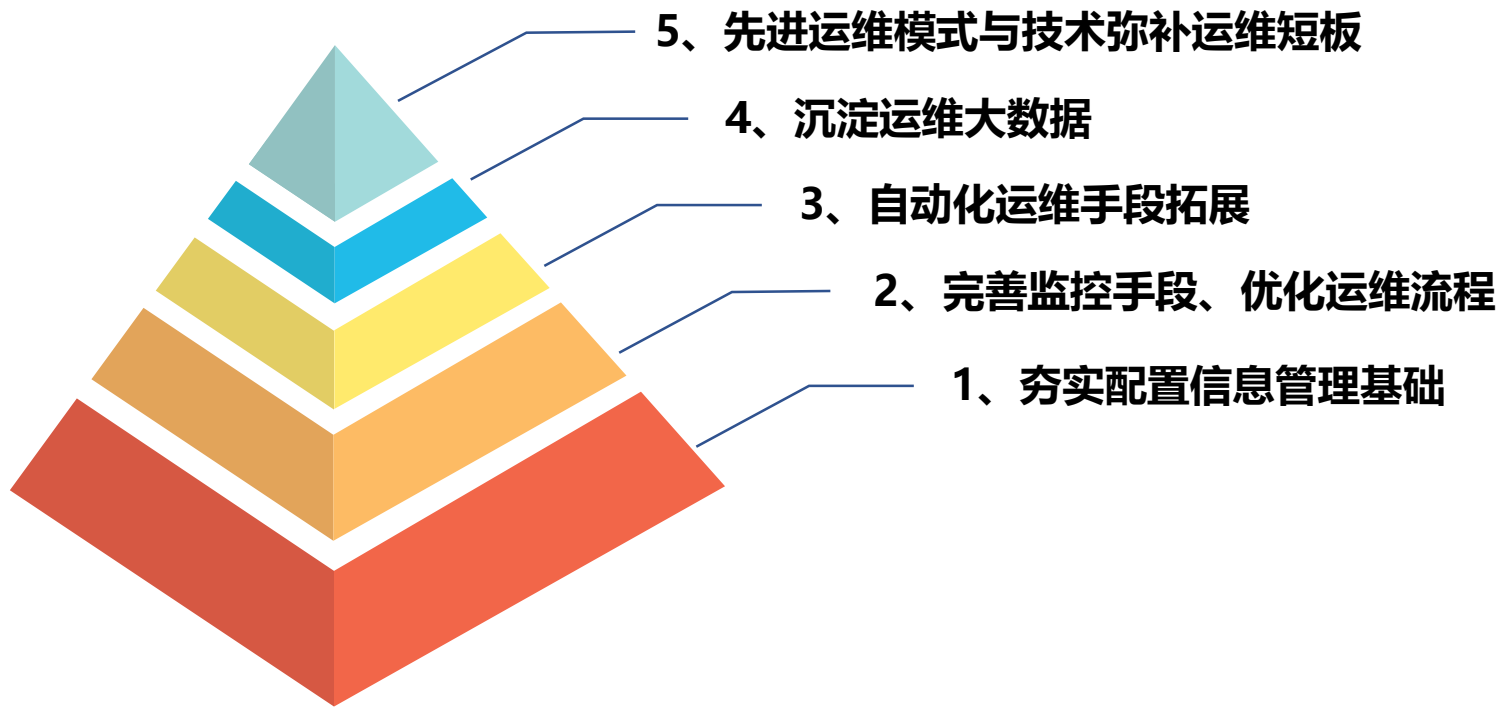 5、先进运维模式与技术弥补运维短板
4、沉淀运维大数据
3、自动化运维手段拓展
2、完善监控手段、优化运维流程
1、夯实配置信息管理基础